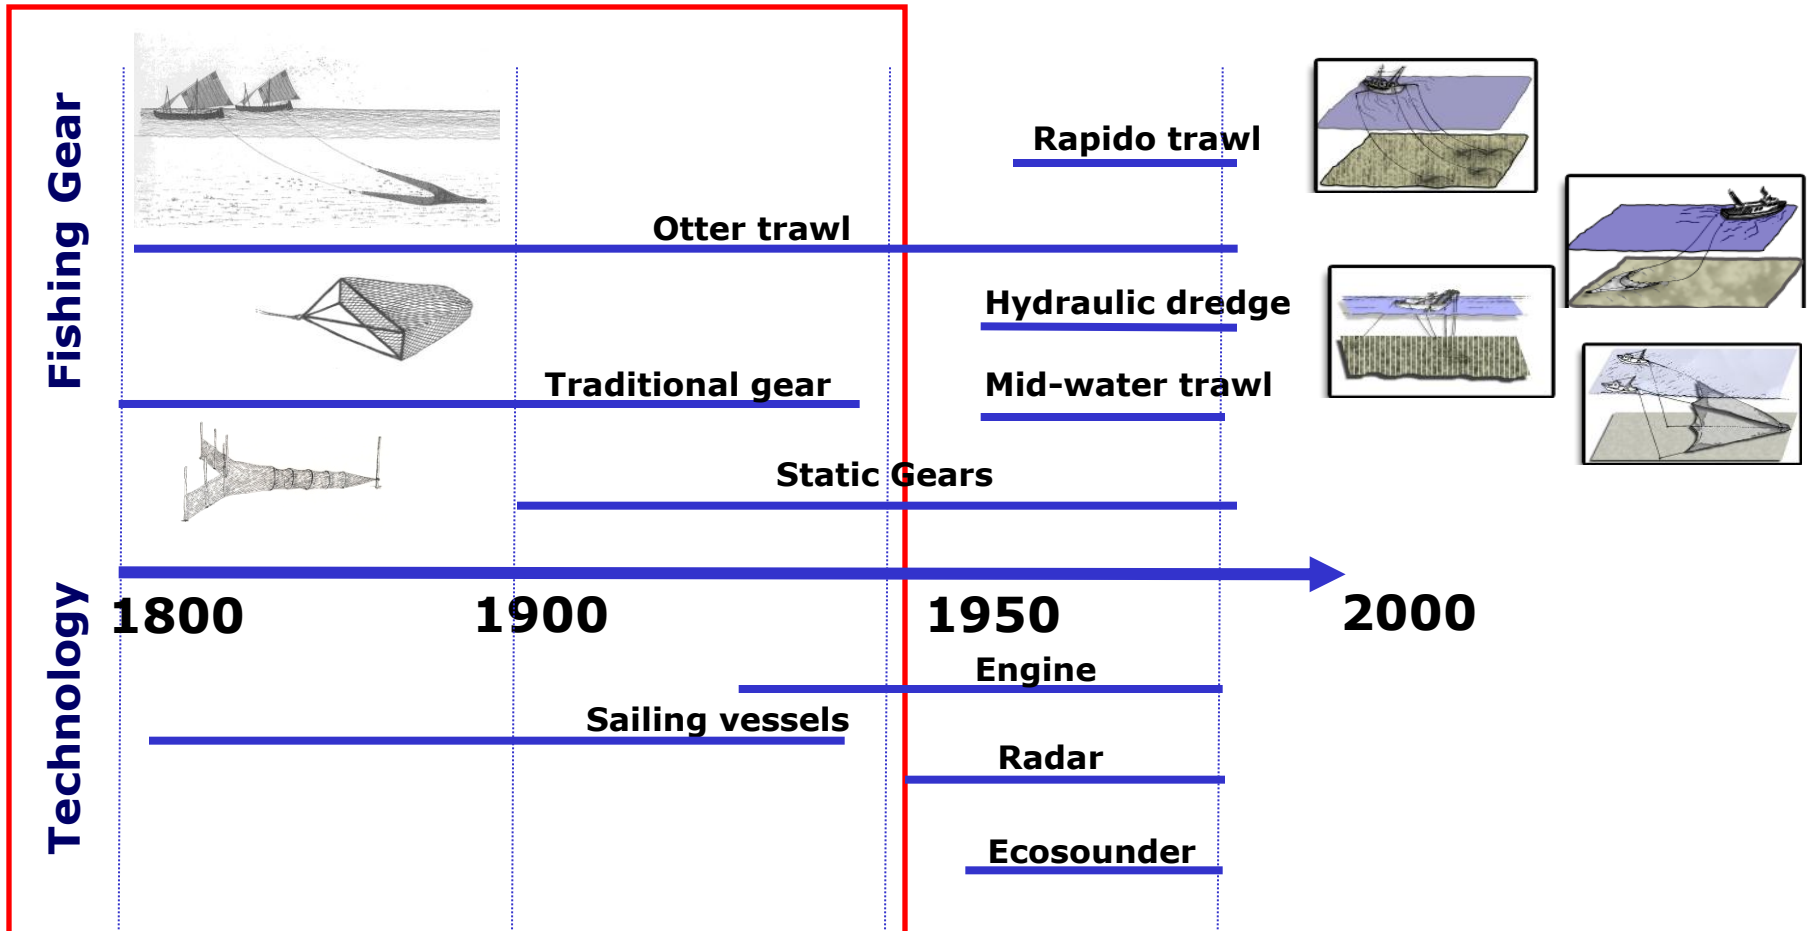 Fishing Gear
Rapido trawl
Otter trawl
Hydraulic dredge
Traditional gear
Mid-water trawl
Static Gears
1800
1900
1950
2000
Technology
Engine
Sailing vessels
Radar
Ecosounder